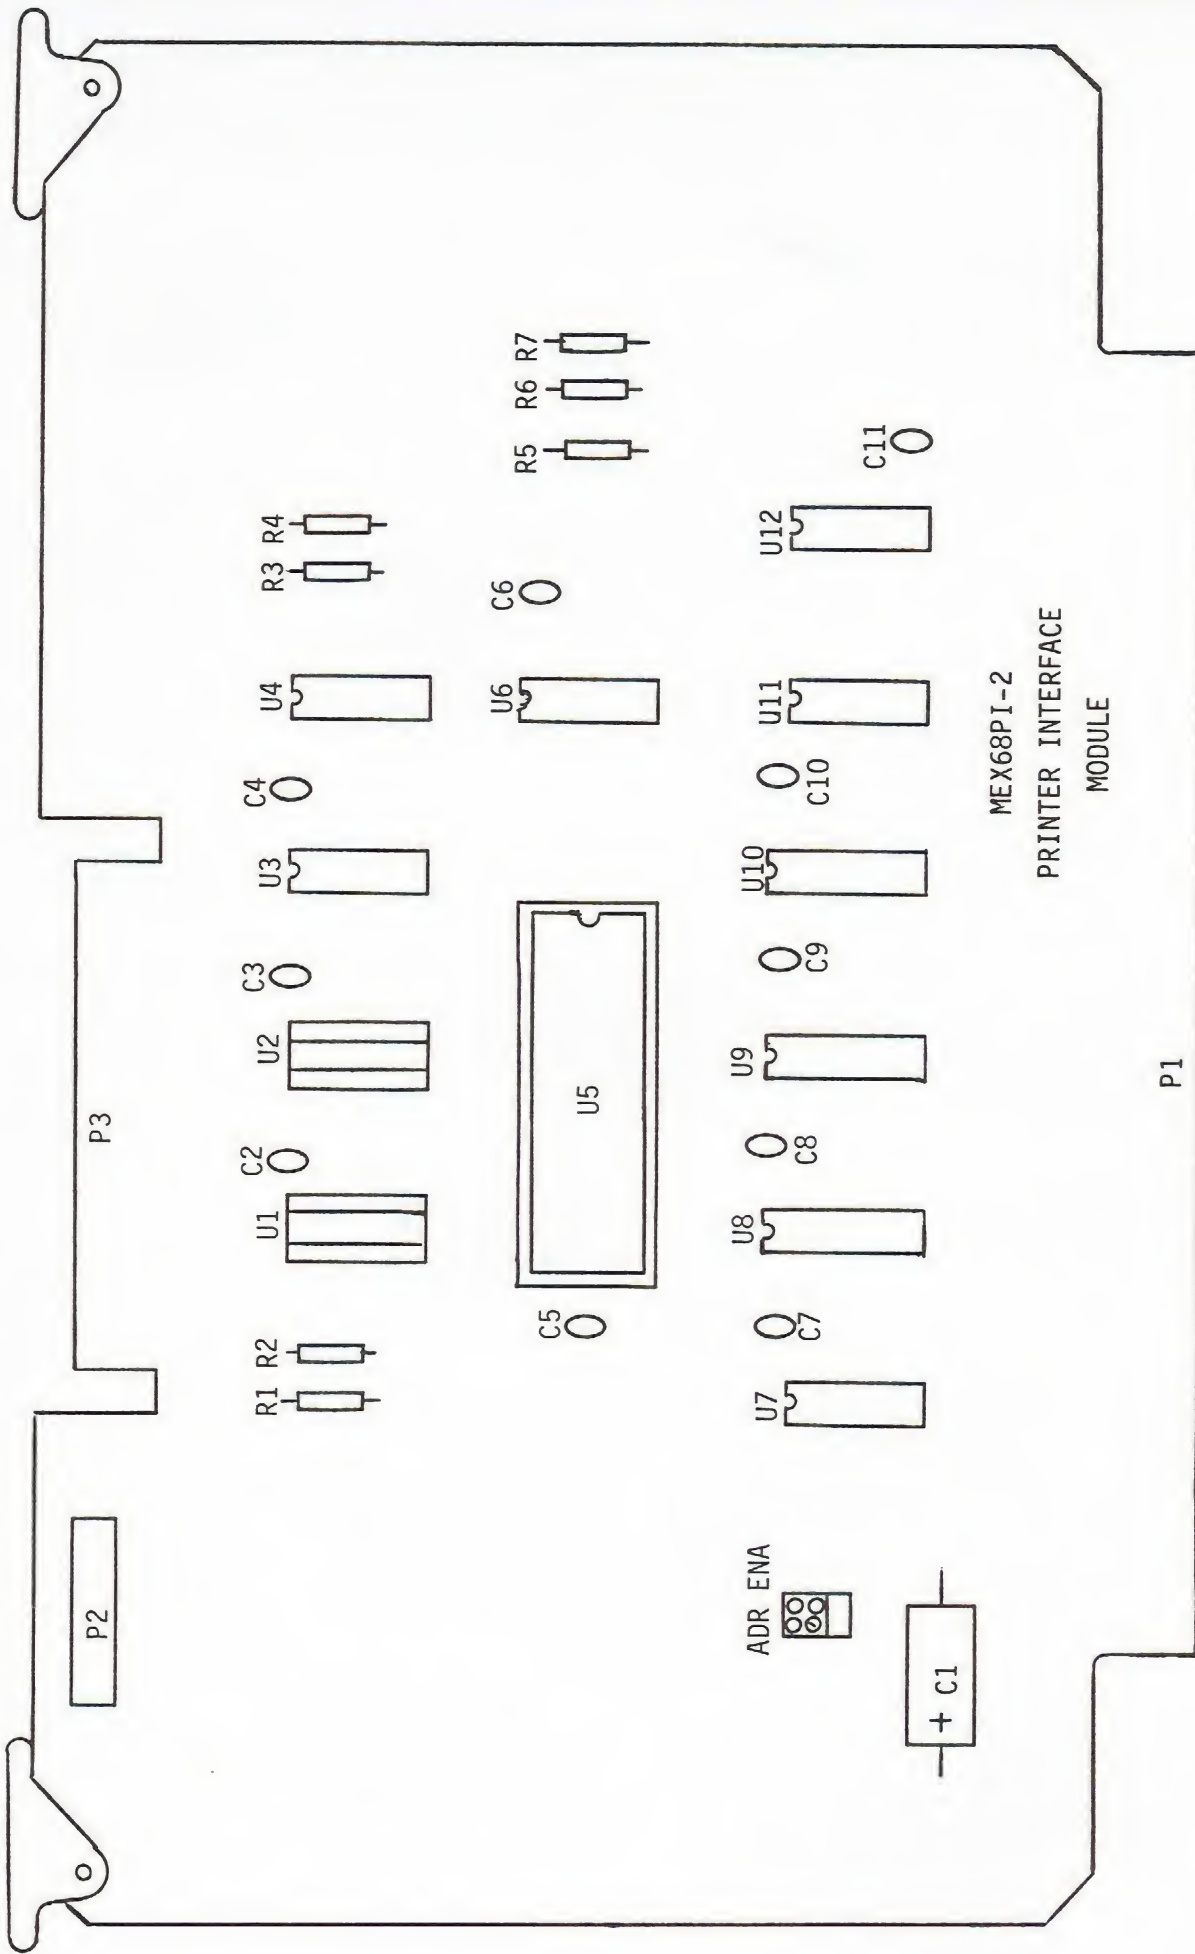 P2
P3
R1
R2
U1
C2
U2
C3
U3
C4
U4
R3
R4
C5
U5
U6
C6
R5
R6
R7
ADR ENA
U7
C7
U8
C8
U9
C9
U10
C10
U11
U12
C11
+ C1
MEX68PI-2
PRINTER INTERFACE
MODULE
P1